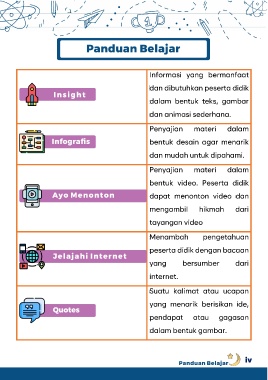 Panduan Belajar
Insight
Informasi yang bermanfaat
dan dibutuhkan peserta didik
dalam bentuk teks, gambar
dan animasi sederhana.
Infografis
Penyajian materi dalam
bentuk desain agar menarik
dan mudah untuk dipahami.
Ayo Menonton
Penyajian materi dalam
bentuk video. Peserta didik
dapat menonton video dan
mengambil hikmah dari
tayangan video
Jelajahi Internet
Menambah pengetahuan
peserta didik dengan bacaan
yang bersumber dari
internet.
Quotes
Suatu kalimat atau ucapan
yang menarik berisikan ide,
pendapat atau gagasan
dalam bentuk gambar.
Panduan Belajar iv